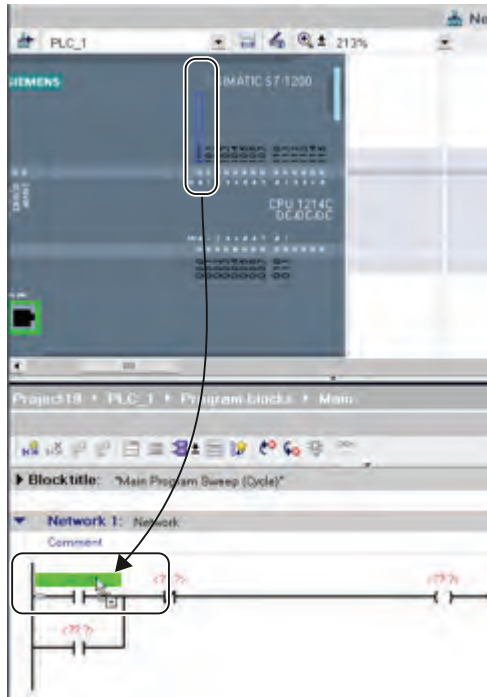 Ne
PLC_1
213%
SIEMENS
SIMATIC S7-1200
CPU 1214C
DC/DC/DC
Project19 ▸ PLC_1 ▸ Program blocks ▸ Main
Block title: "Main Program Sweep (Cycle)"
Network 1: Network
Comment
<??.?>
<??.?>
<??.?>